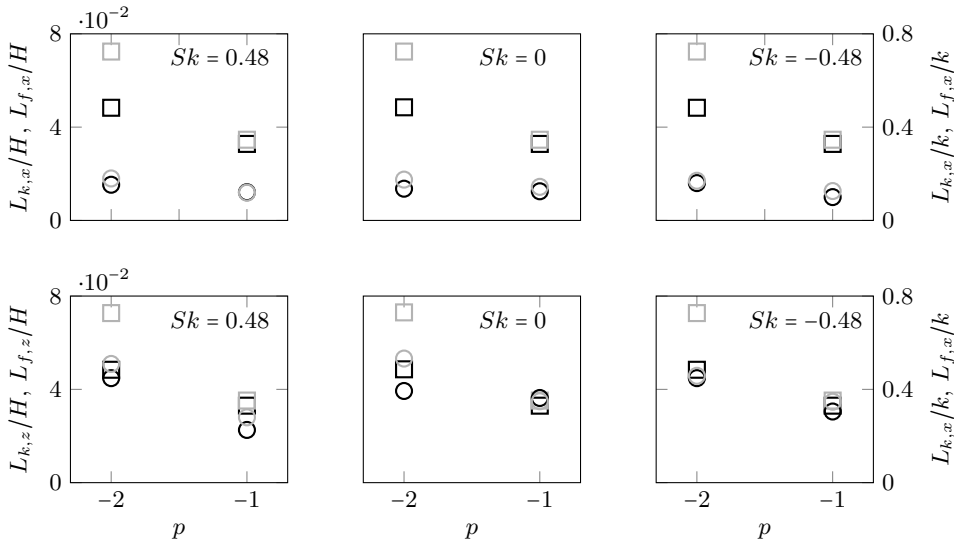 ·10⁻²
8
4
0
L_{k,x}/H, L_{f,x}/H
Sk = 0.48
Sk = 0
Sk = −0.48
0.8
0.4
0
L_{k,x}/k, L_{f,x}/k
·10⁻²
8
4
0
L_{k,z}/H, L_{f,z}/H
Sk = 0.48
Sk = 0
Sk = −0.48
0.8
0.4
0
L_{k,x}/k, L_{f,x}/k
−2 −1
−2 −1
−2 −1
p
p
p